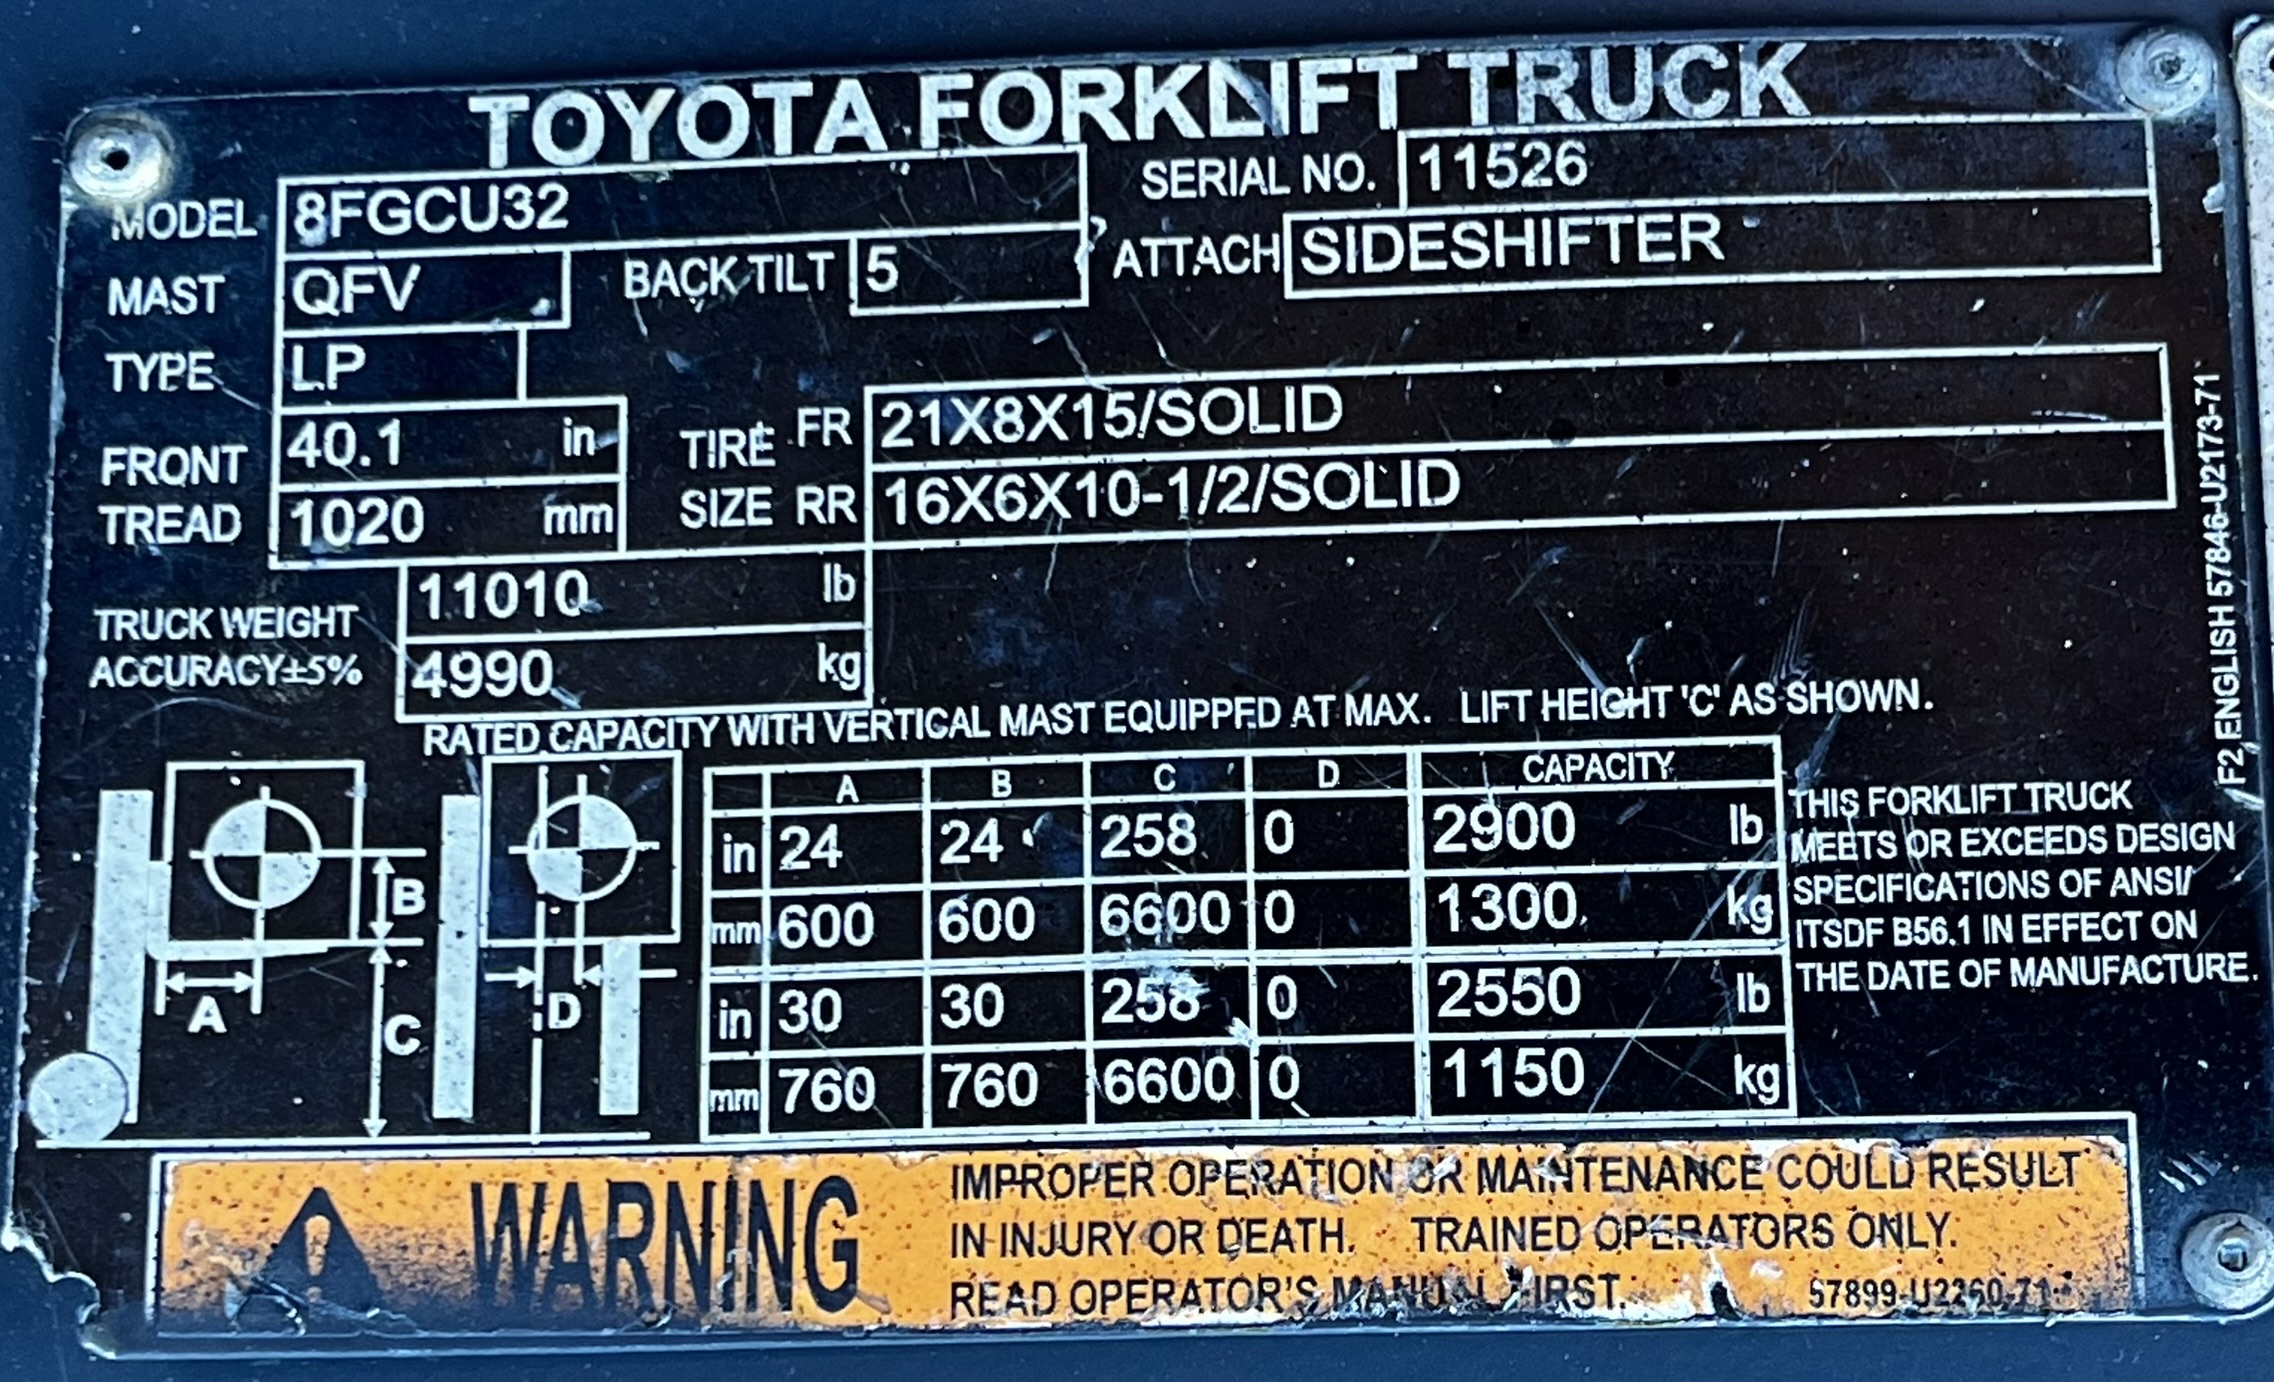 TOYOTA FORKLIFT TRUCK
MODEL 8FGCU32 SERIAL NO. 11526
MAST QFV BACK TILT 5 ATTACH SIDESHIFTER
TYPE LP
FRONT TREAD 40.1 in TIRE SIZE FR 21X8X15/SOLID
1020 mm RR 16X6X10-1/2/SOLID
TRUCK WEIGHT 11010 lb
ACCURACY±5% 4990 kg
RATED CAPACITY WITH VERTICAL MAST EQUIPPED AT MAX. LIFT HEIGHT 'C' AS SHOWN.
A B C D CAPACITY
in 24 24 258 0 2900 lb
mm 600 600 6600 0 1300 kg
in 30 30 258 0 2550 lb
mm 760 760 6600 0 1150 kg
A
B
C
D
THIS FORKLIFT TRUCK
MEETS OR EXCEEDS DESIGN
SPECIFICATIONS OF ANSI/
ITSDF B56.1 IN EFFECT ON
THE DATE OF MANUFACTURE.
F2 ENGLISH 57846-U2173-71
WARNING
IMPROPER OPERATION OR MAINTENANCE COULD RESULT
IN INJURY OR DEATH. TRAINED OPERATORS ONLY.
READ OPERATOR'S MANUAL FIRST.
57899-U2260-71